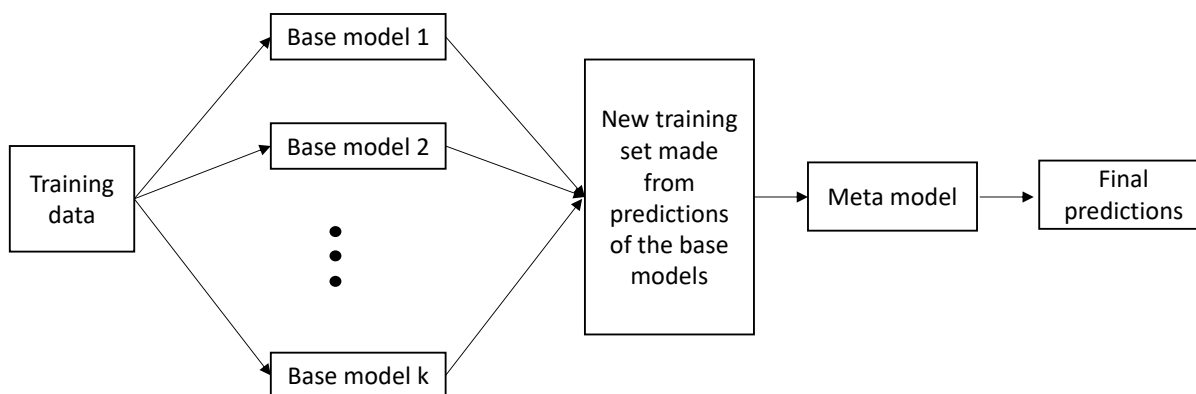 Training
data
Base model 1
Base model 2
Base model k
New training
set made
from
predictions
of the base
models
Meta model
Final
predictions